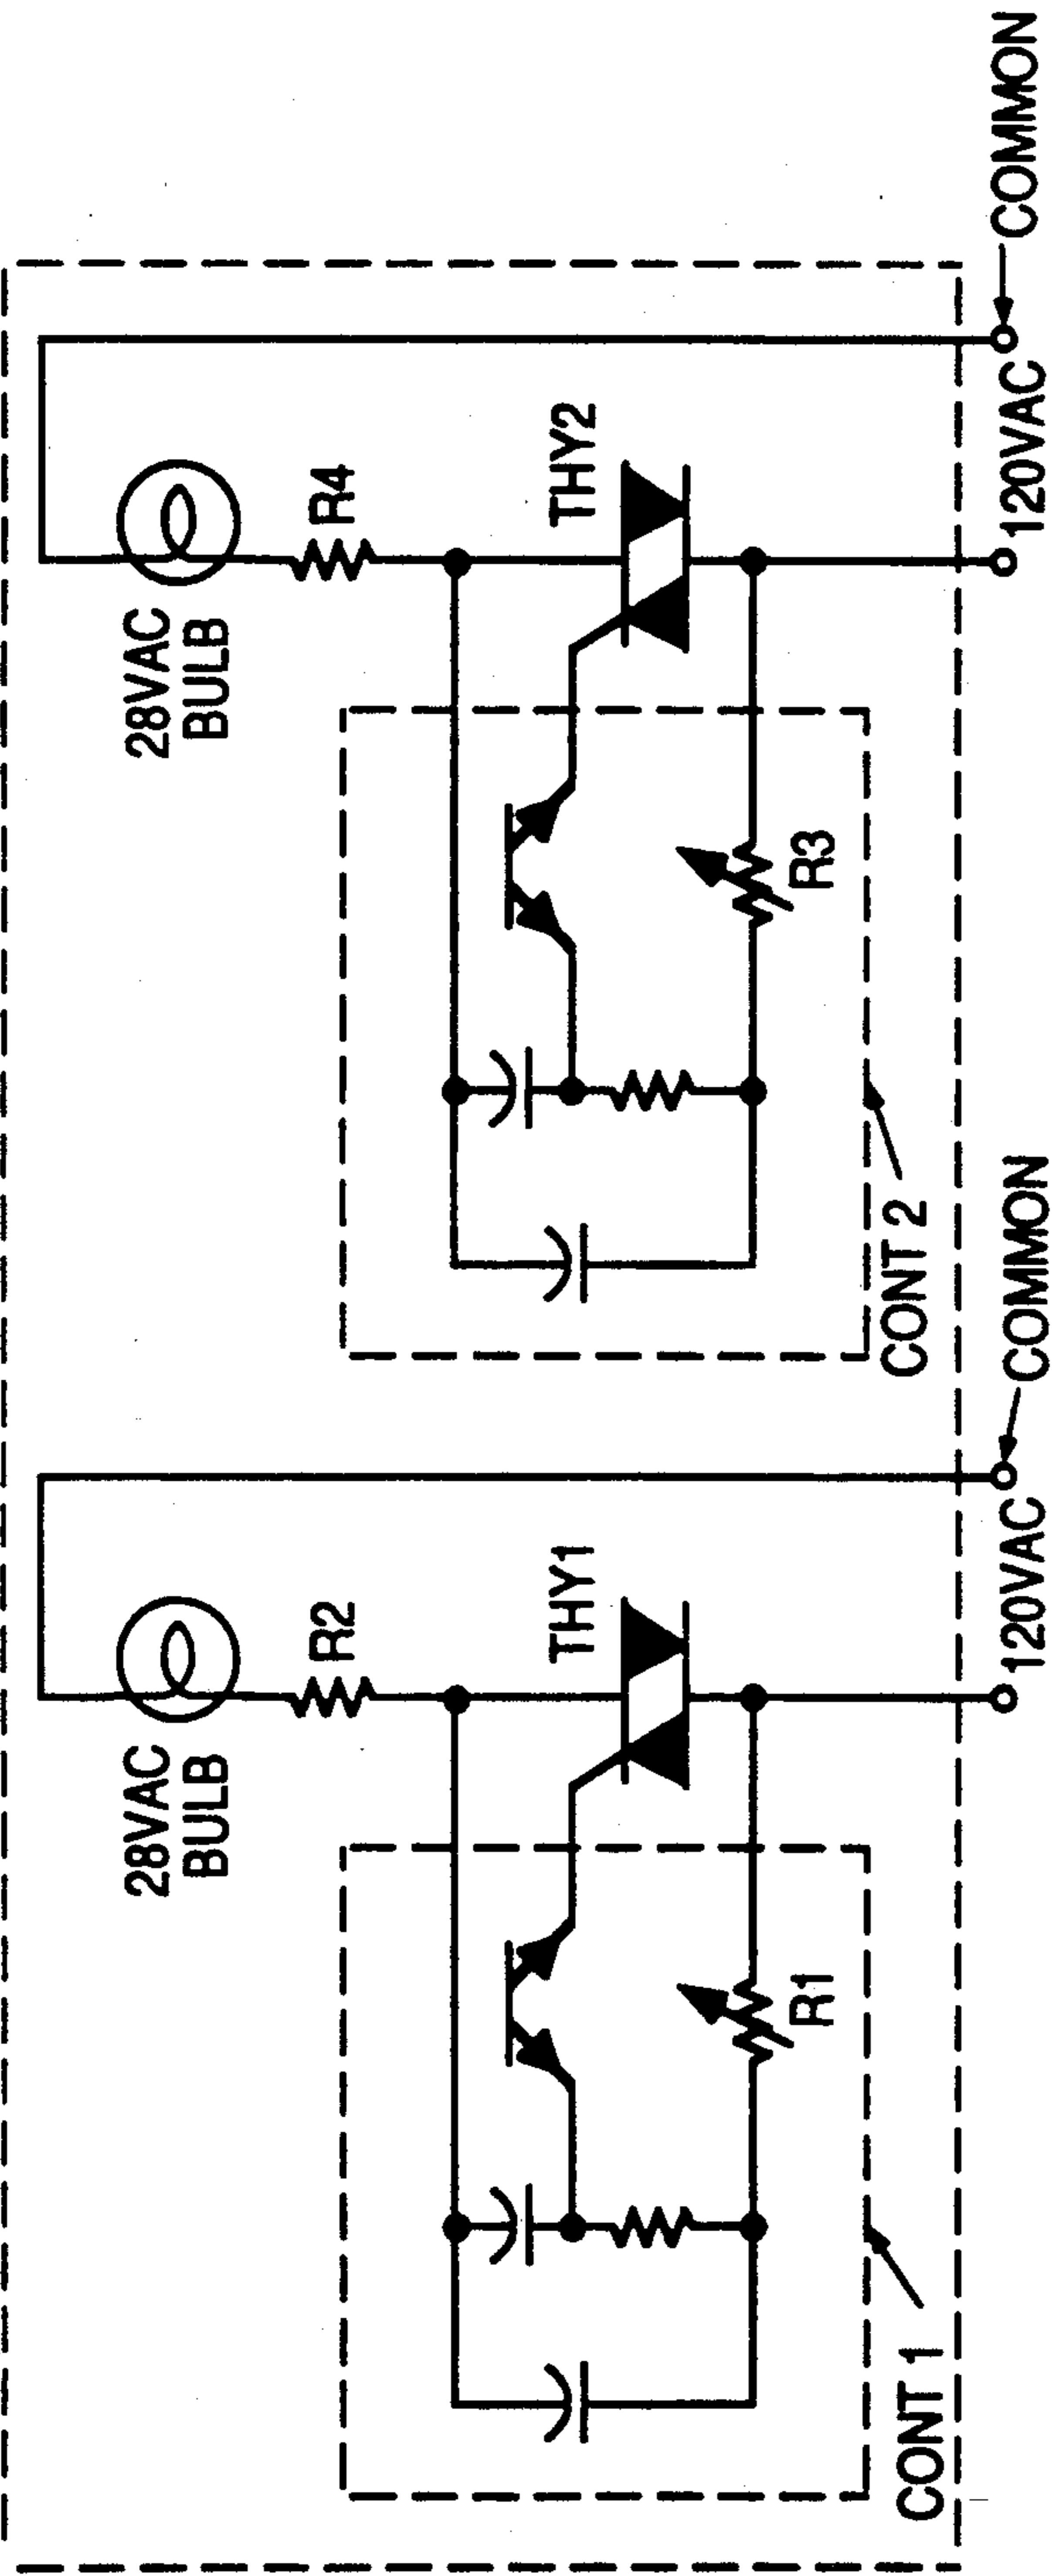 28VAC
BULB
R2
THY1
R1
CONT 1
120VAC
COMMON
28VAC
BULB
R4
THY2
R3
CONT 2
120VAC
COMMON